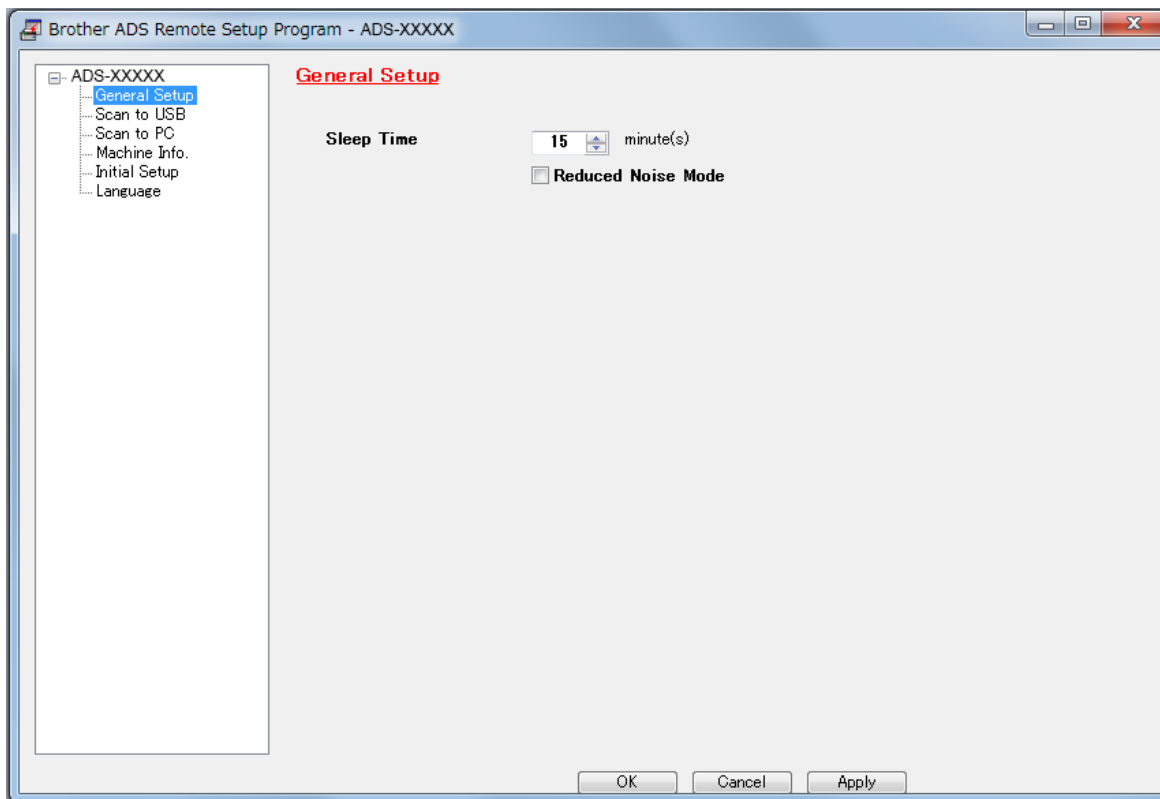 Brother ADS Remote Setup Program - ADS-XXXXX
ADS-XXXXX
General Setup
Scan to USB
Scan to PC
Machine Info.
Initial Setup
Language
General Setup
Sleep Time 15 minute(s)
Reduced Noise Mode
OK Cancel Apply